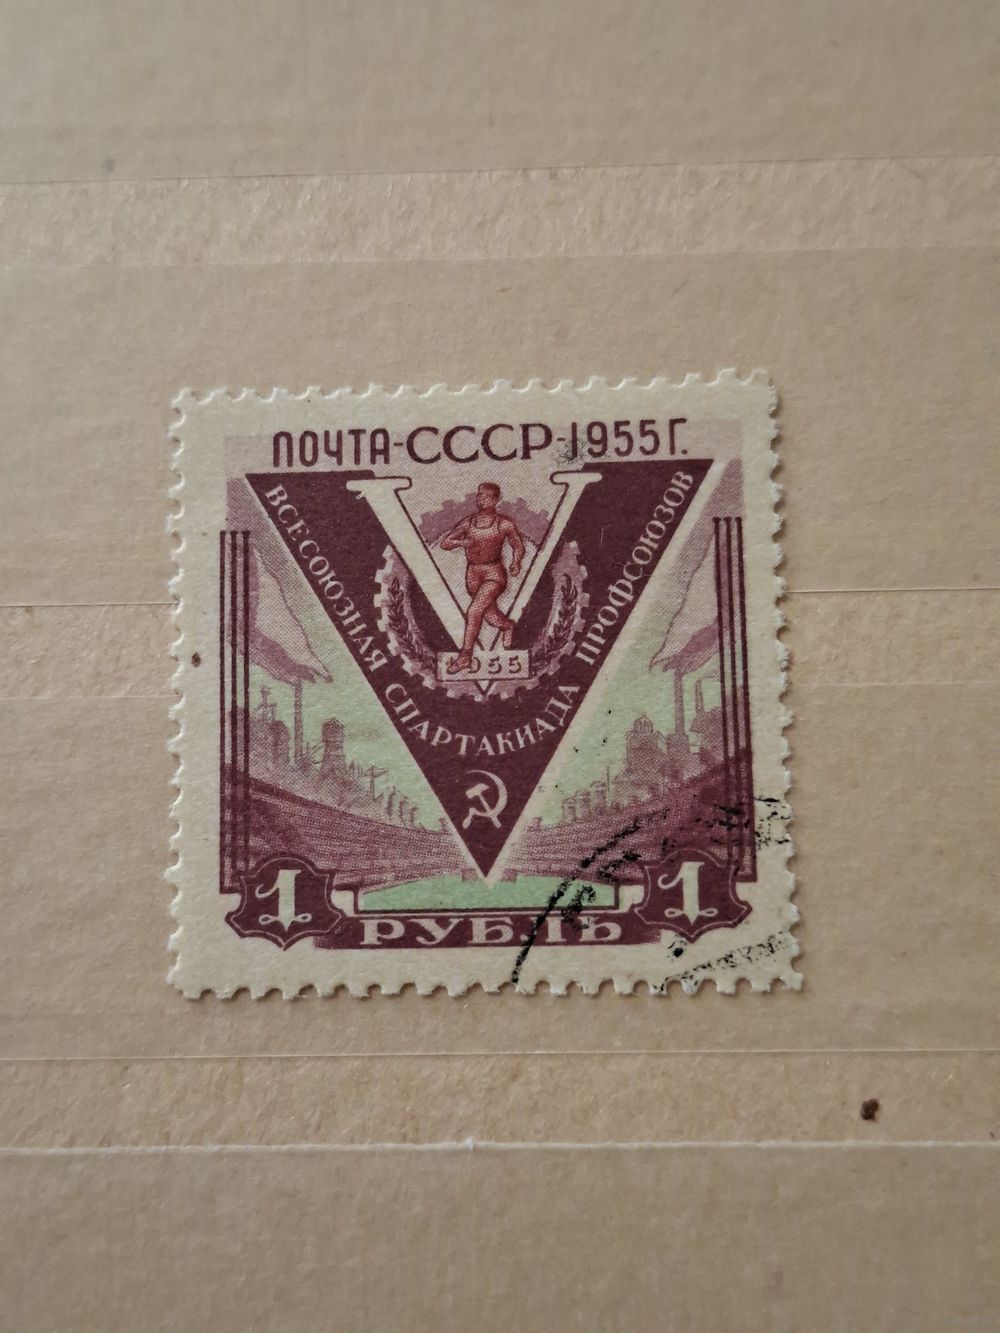 ПОЧТА-СССР-1955Г.
V
ВСЕСОЮЗНАЯ СПАРТАКИАДА ПРОФСОЮЗОВ
1955
1 1
РУБЛЬ